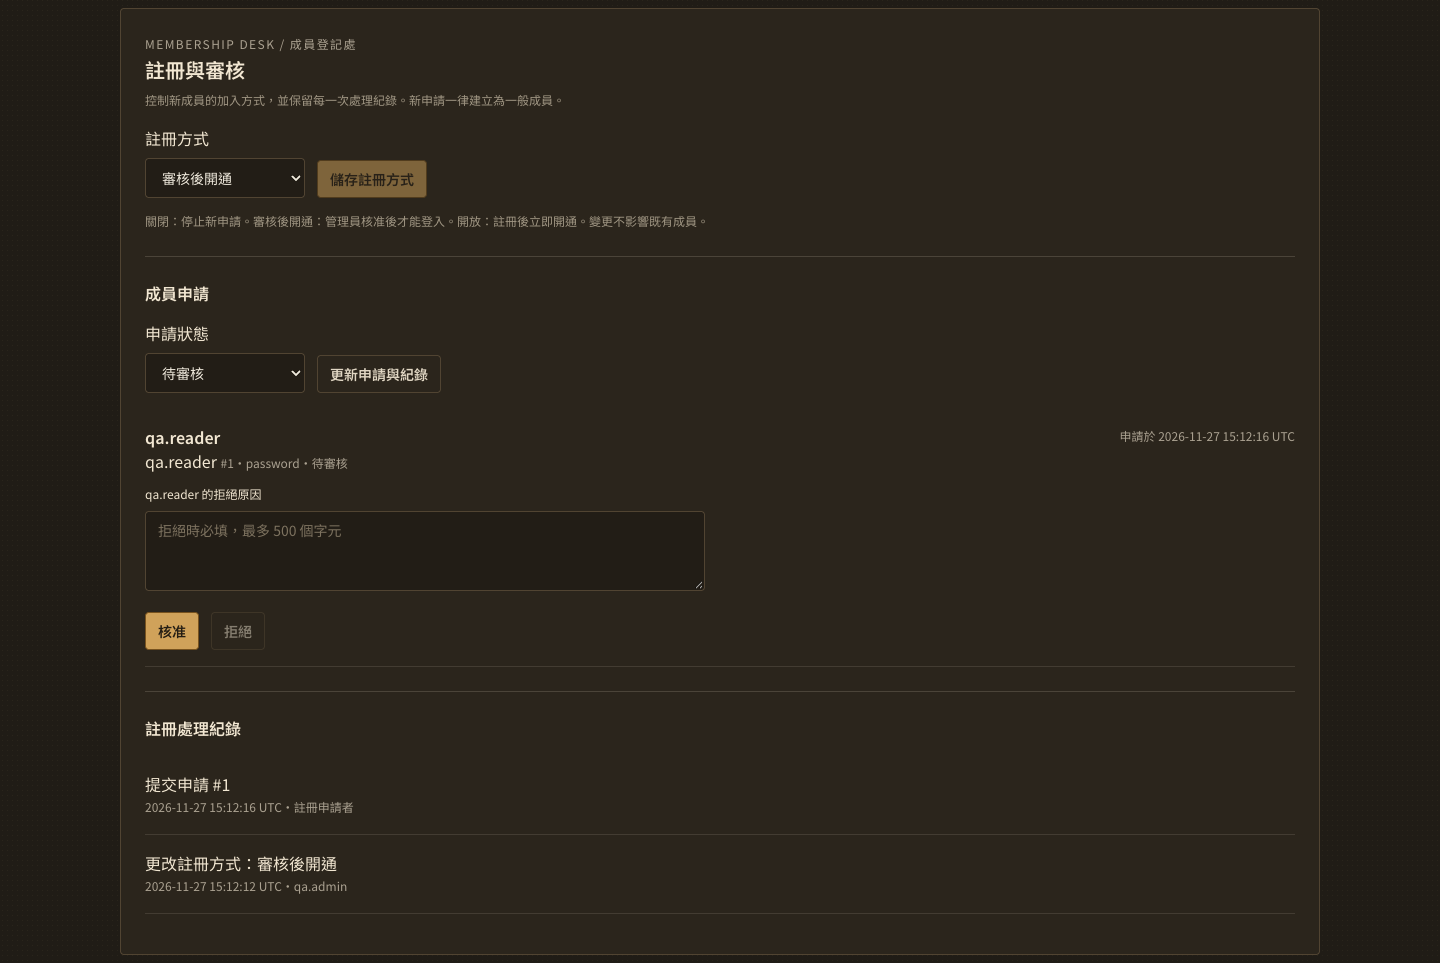 MEMBERSHIP DESK / 成員登記處
註冊與審核
控制新成員的加入方式，並保留每一次處理紀錄。新申請一律建立為一般成員。
註冊方式
審核後開通
儲存註冊方式
關閉：停止新申請。審核後開通：管理員核准後才能登入。開放：註冊後立即開通。變更不影響既有成員。
成員申請
申請狀態
待審核
更新申請與紀錄
qa.reader
申請於 2026-11-27 15:12:16 UTC
qa.reader #1・password・待審核
qa.reader 的拒絕原因
拒絕時必填，最多 500 個字元
核准
拒絕
註冊處理紀錄
提交申請 #1
2026-11-27 15:12:16 UTC・註冊申請者
更改註冊方式：審核後開通
2026-11-27 15:12:12 UTC・qa.admin